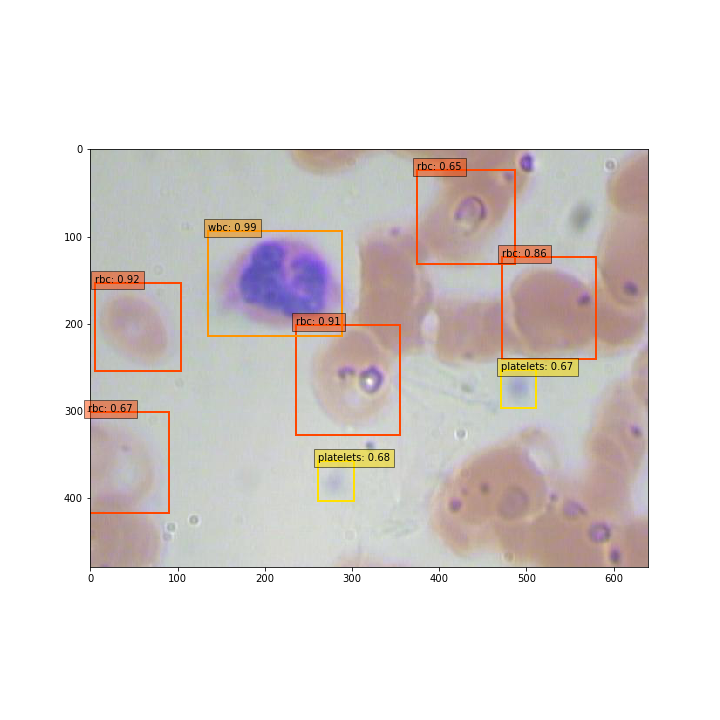 0
100
200
300
400
rbc: 0.65
wbc: 0.99
rbc: 0.86
rbc: 0.92
rbc: 0.91
platelets: 0.67
rbc: 0.67
platelets: 0.68
0 100 200 300 400 500 600